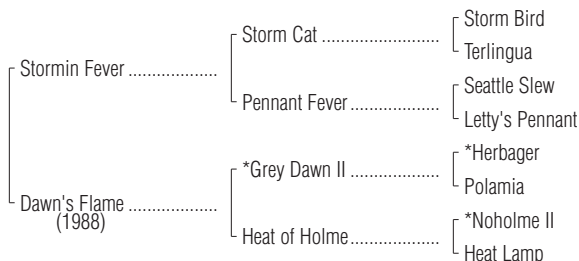 Storm Bird
Storm Cat ........................................
Terlingua
Stormin Fever ......................
Seattle Slew
Pennant Fever ..............................
Letty's Pennant
*Herbager
*Grey Dawn II ..............................
Polamia
Dawn's Flame ......................
(1988)
*Noholme II
Heat of Holme ..............................
Heat Lamp